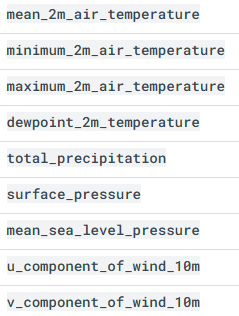 mean_2m_air_temperature
minimum_2m_air_temperature
maximum_2m_air_temperature
dewpoint_2m_temperature
total_precipitation
surface_pressure
mean_sea_level_pressure
u_component_of_wind_10m
v_component_of_wind_10m